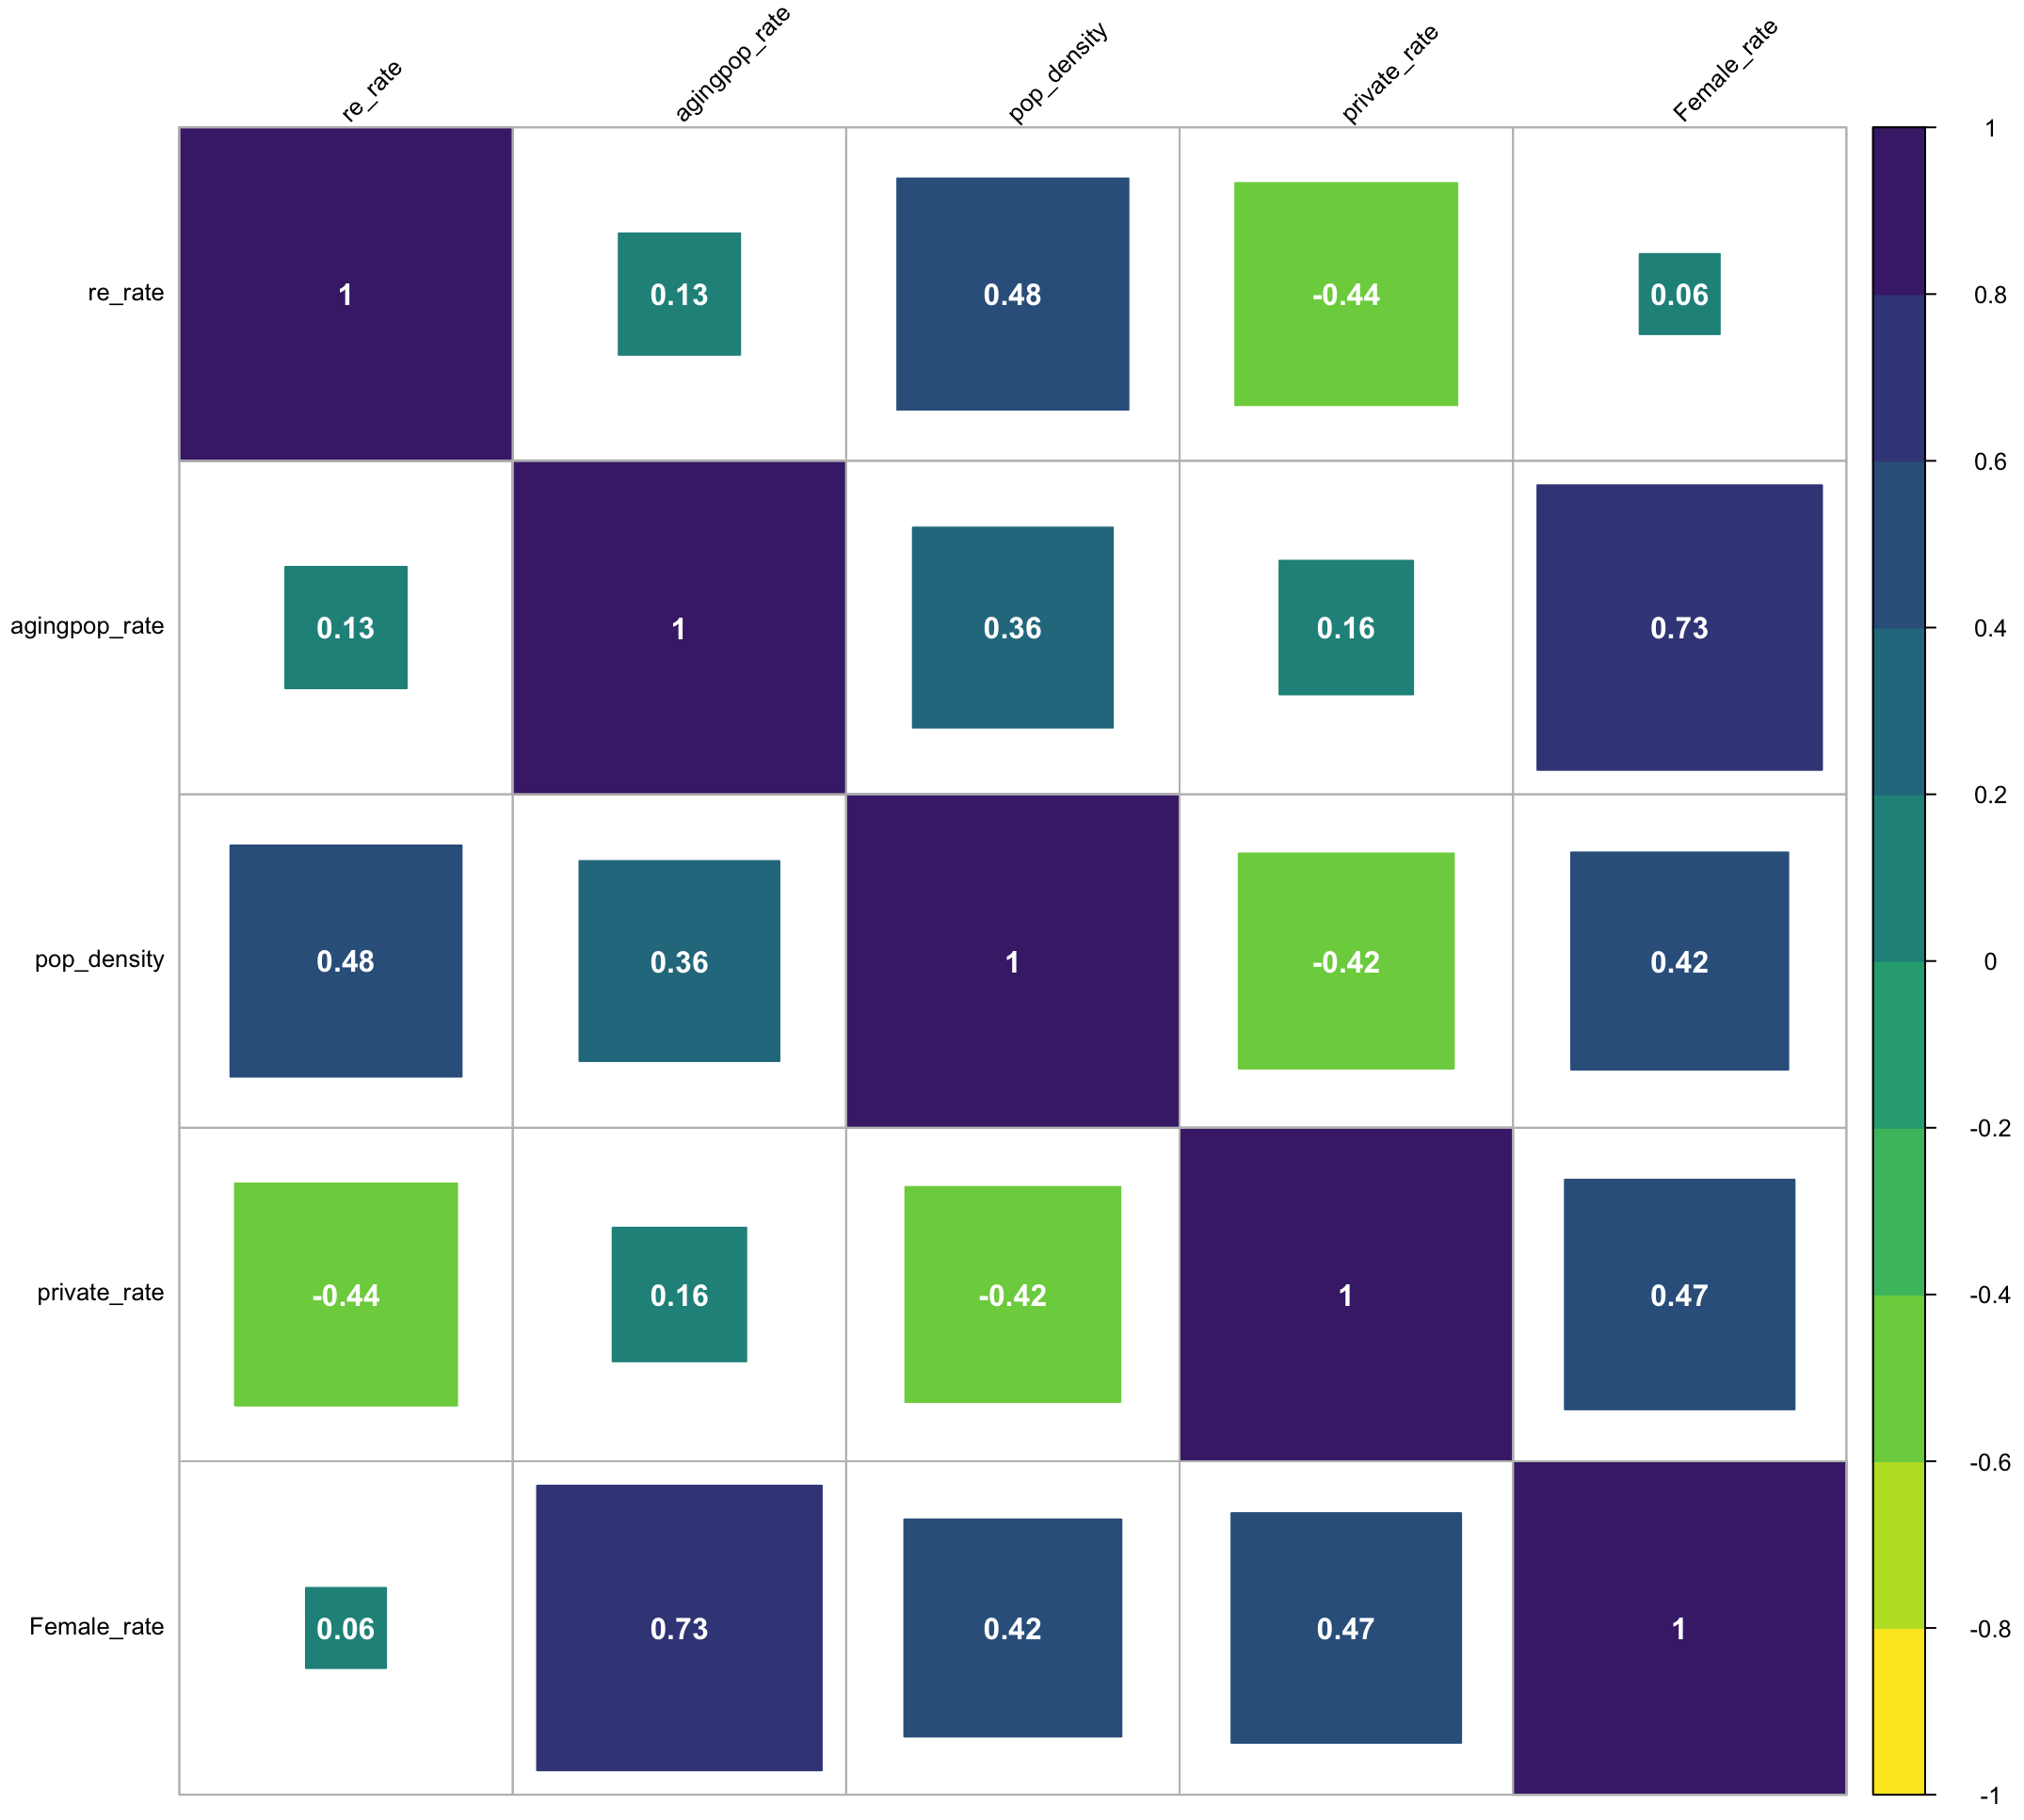 re_rate agingpop_rate pop_density private_rate Female_rate
re_rate 1 0.13 0.48 -0.44 0.06
agingpop_rate 0.13 1 0.36 0.16 0.73
pop_density 0.48 0.36 1 -0.42 0.42
private_rate -0.44 0.16 -0.42 1 0.47
Female_rate 0.06 0.73 0.42 0.47 1
1
0.8
0.6
0.4
0.2
0
-0.2
-0.4
-0.6
-0.8
-1